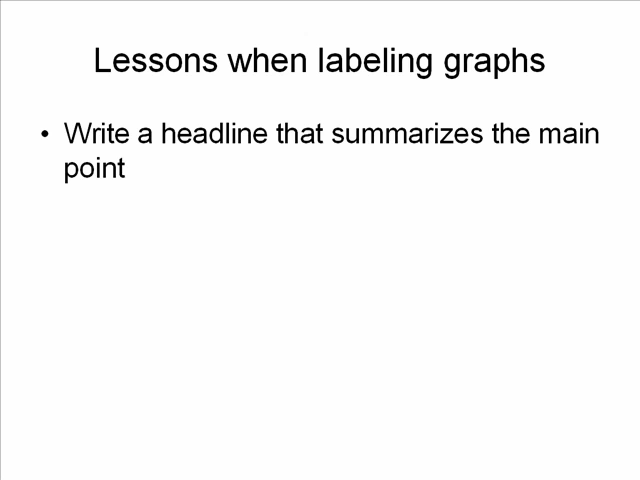 Lessons when labeling graphs
• Write a headline that summarizes the main
point